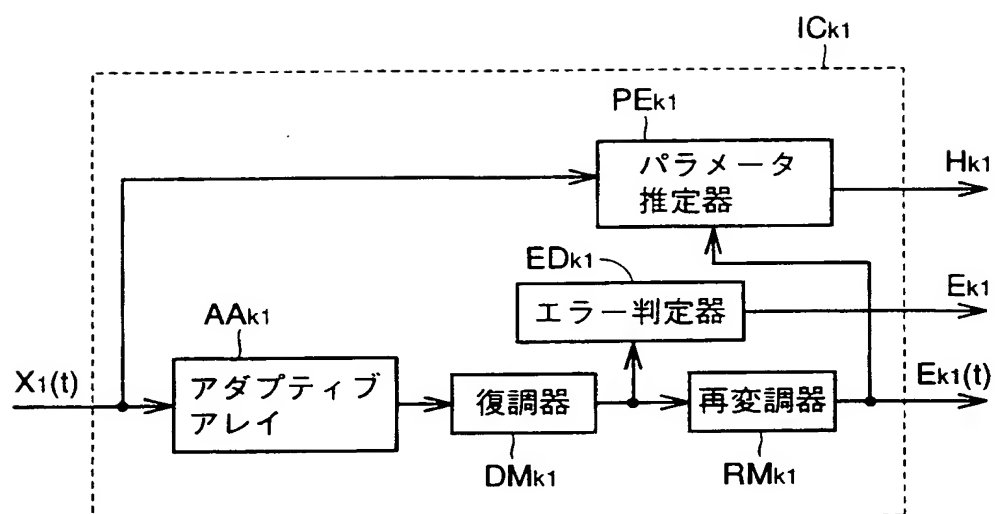 ICk1
PEk1
パラメータ
推定器
Hk1
EDk1
エラー判定器
Ek1
AAk1
X1(t)
アダプティブ
アレイ
復調器
再変調器
Ek1(t)
DMk1
RMk1